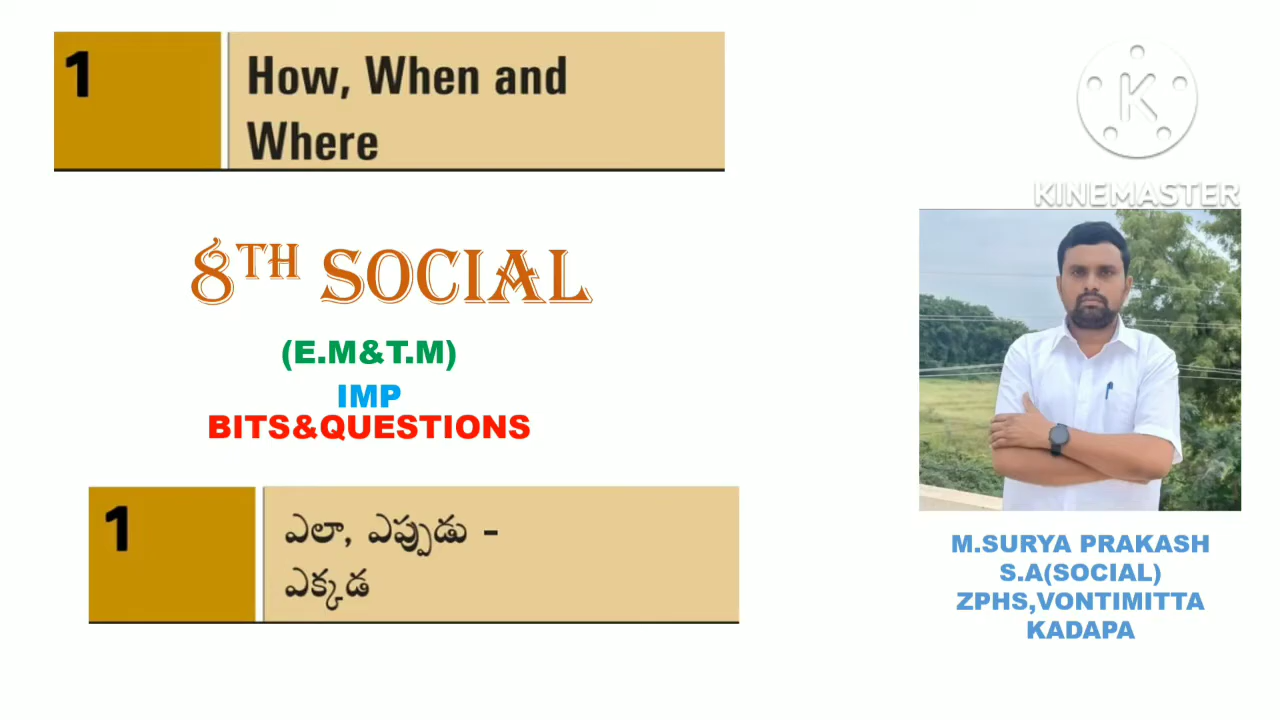 1
How, When and
Where
8TH SOCIAL
(E.M&T.M)
IMP
BITS&QUESTIONS
1
ఎలా, ఎప్పుడు -
ఎక్కడ
K
KINEMASTER
M.SURYA PRAKASH
S.A(SOCIAL)
ZPHS,VONTIMITTA
KADAPA